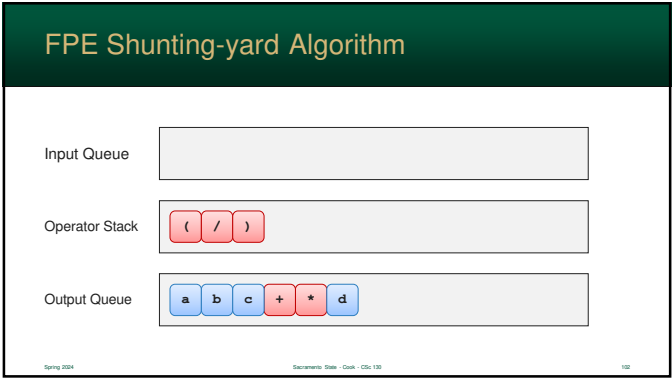 FPE Shunting-yard Algorithm
Input Queue
Operator Stack ( / )
Output Queue a b c + * d
Spring 2024 Sacramento State - Cook - CSc 130 102